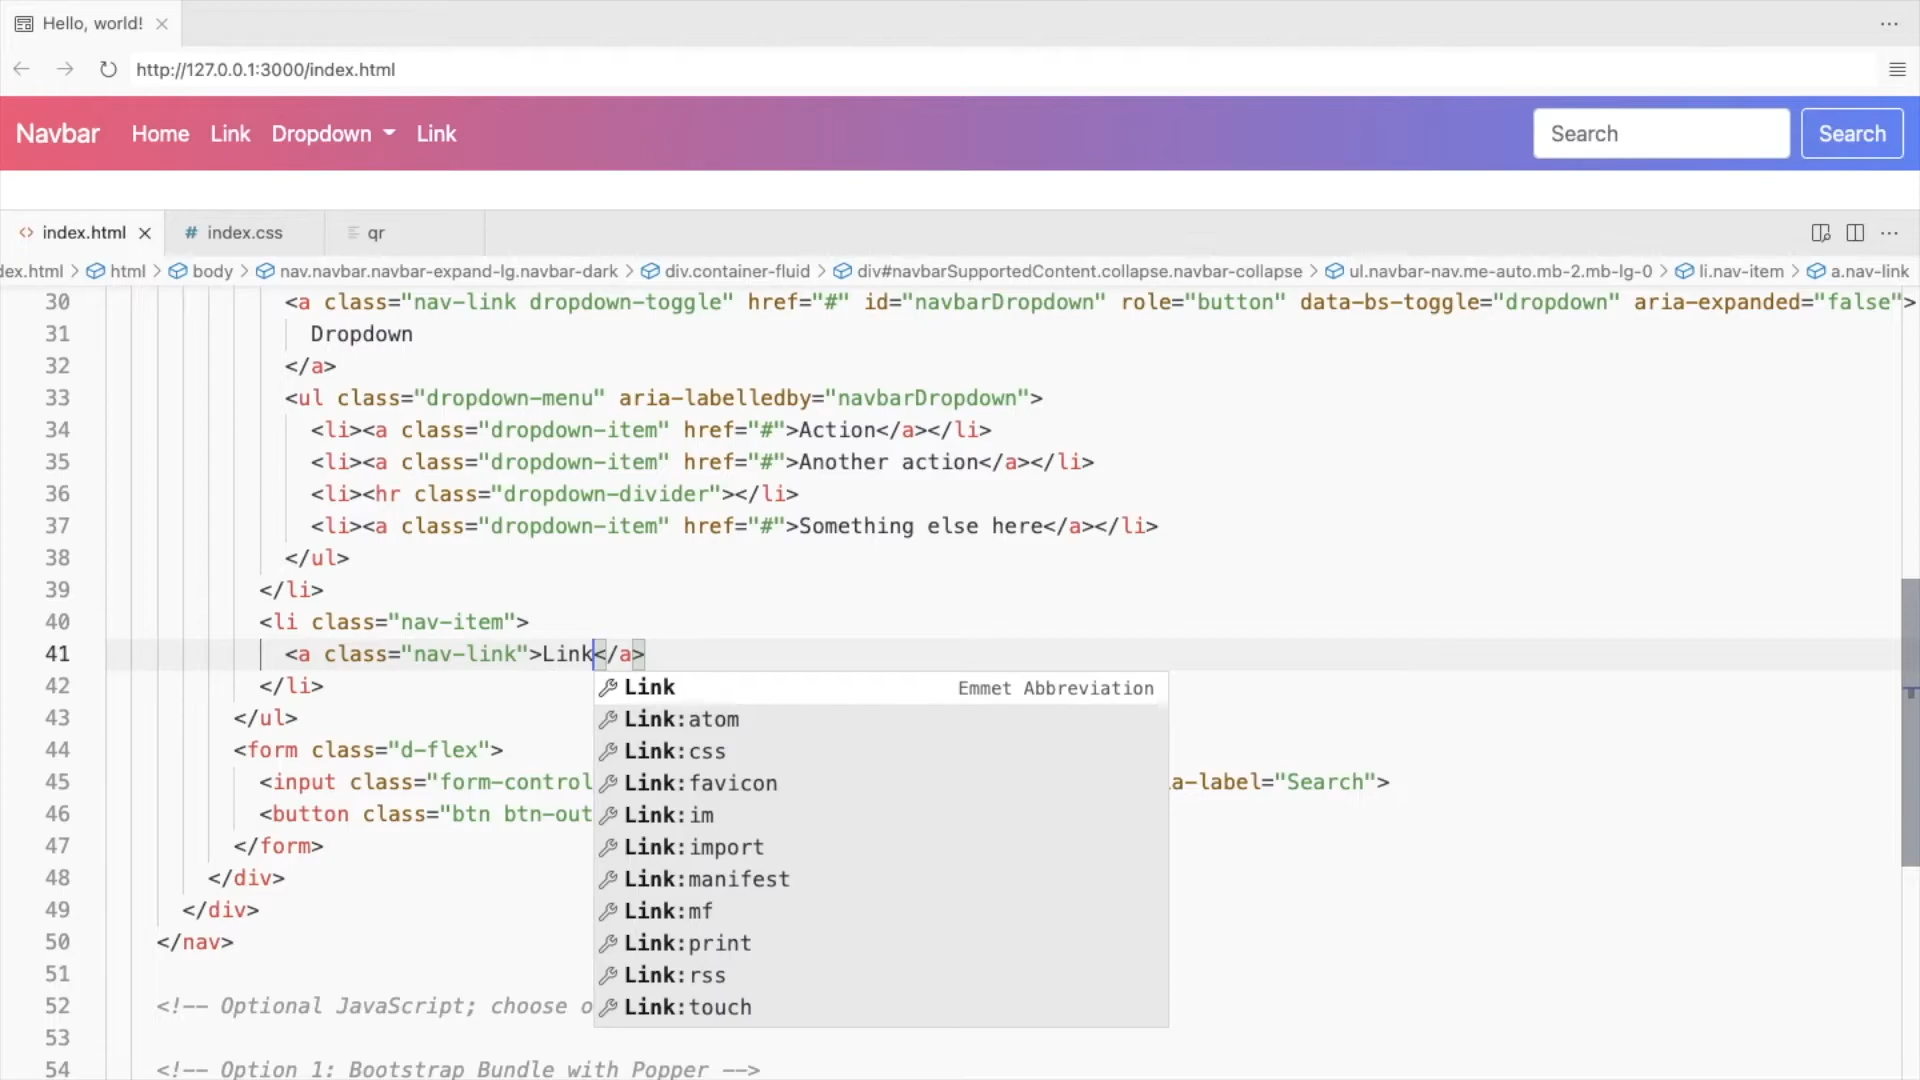 Hello, world!
http://127.0.0.1:3000/index.html
Navbar Home Link Dropdown Link Search Search
index.html index.css qr
dex.html > html > body > nav.navbar.navbar-expand-lg.navbar-dark > div.container-fluid > div#navbarSupportedContent.collapse.navbar-collapse > ul.navbar-nav.me-auto.mb-2.mb-lg-0 > li.nav-item > a.nav-link
30 <a class="nav-link dropdown-toggle" href="#" id="navbarDropdown" role="button" data-bs-toggle="dropdown" aria-expanded="false">
31 Dropdown
32 </a>
33 <ul class="dropdown-menu" aria-labelledby="navbarDropdown">
34 <li><a class="dropdown-item" href="#">Action</a></li>
35 <li><a class="dropdown-item" href="#">Another action</a></li>
36 <li><hr class="dropdown-divider"></li>
37 <li><a class="dropdown-item" href="#">Something else here</a></li>
38 </ul>
39 </li>
40 <li class="nav-item">
41 <a class="nav-link">Link</a>
42 </li>
43 </ul>
44 <form class="d-flex">
45 <input class="form-control a-label="Search">
46 <button class="btn btn-out
47 </form>
48 </div>
49 </div>
50 </nav>
51
52 <!-- Optional JavaScript; choose o
53
54 <!-- Option 1: Bootstrap Bundle with Popper -->
Link Emmet Abbreviation
Link:atom
Link:css
Link:favicon
Link:im
Link:import
Link:manifest
Link:mf
Link:print
Link:rss
Link:touch